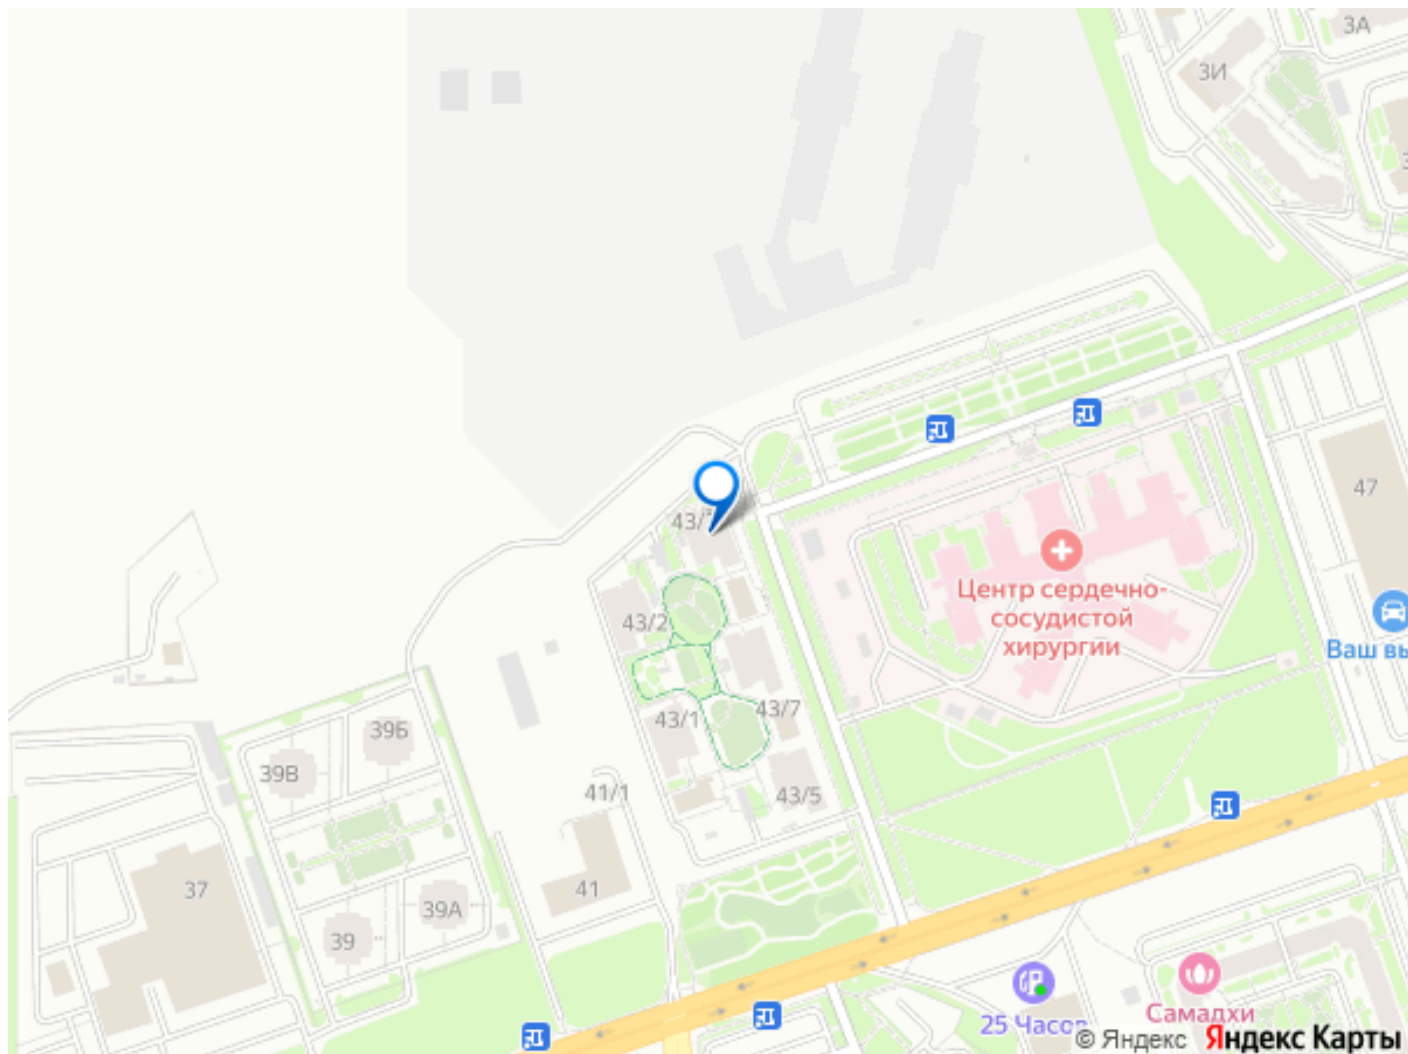 3А
3И
47
43/
Центр сердечно-
сосудистой
хирургии
43/2
Ваш вы
43/1
43/7
39Б
39В
41/1
43/5
37
41
39А
39
25 Часов
Самадхи
© Яндекс Яндекс Карты